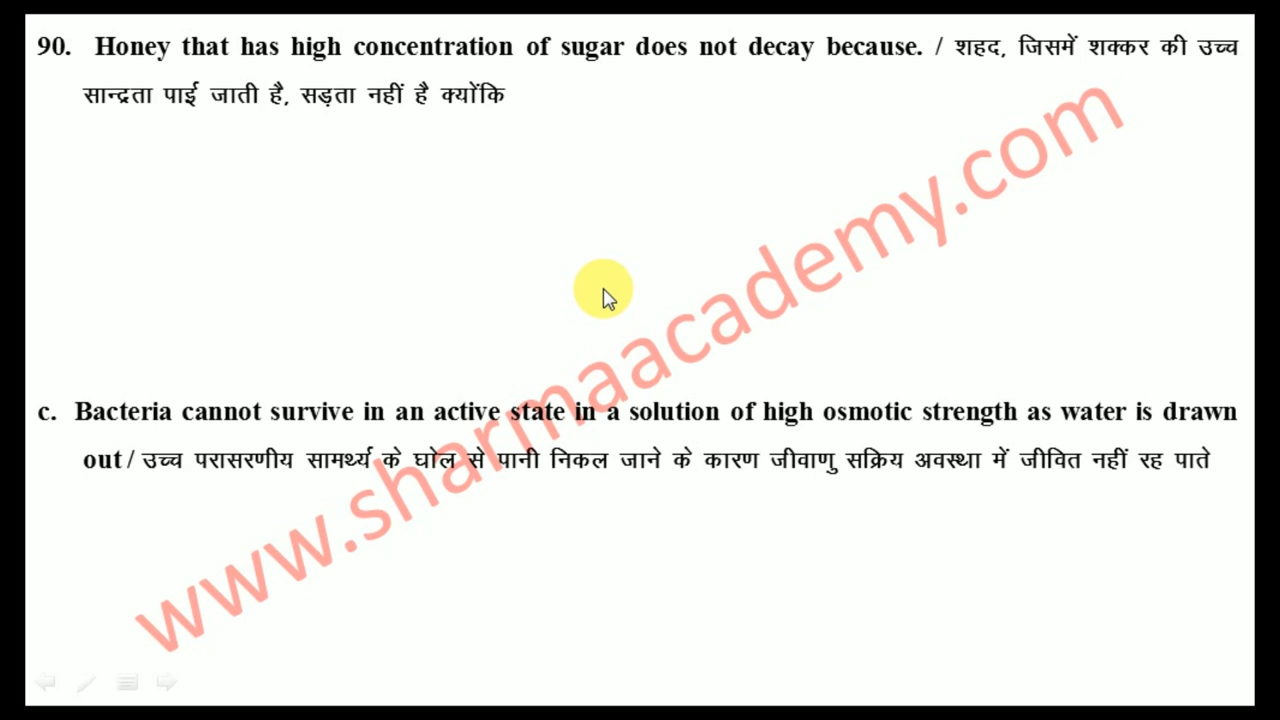 90. Honey that has high concentration of sugar does not decay because. / शहद, जिसमें शक्कर की उच्च
सान्द्रता पाई जाती है, सड़ता नहीं है क्योंकि
c. Bacteria cannot survive in an active state in a solution of high osmotic strength as water is drawn
out / उच्च परासरणीय सामर्थ्य के घोल से पानी निकल जाने के कारण जीवाणु सक्रिय अवस्था में जीवित नहीं रह पाते
www.sharmaacademy.com